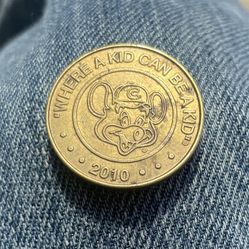 "WHERE A KID CAN BE A KID"
2010